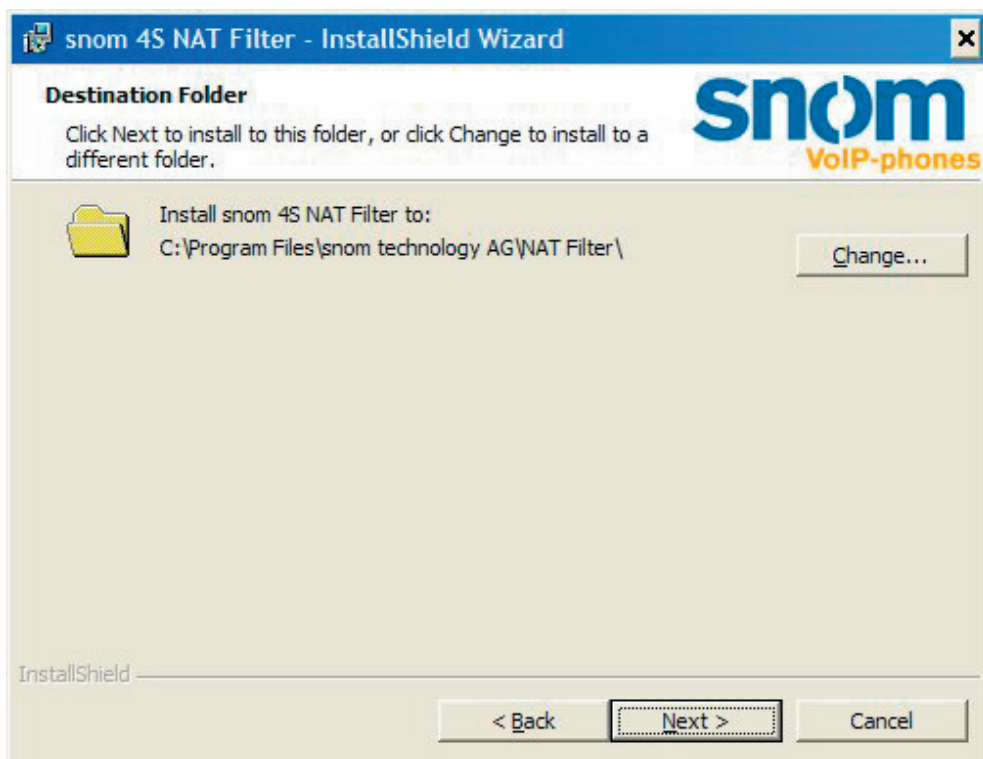 snom 4S NAT Filter - InstallShield Wizard
Destination Folder
Click Next to install to this folder, or click Change to install to a
different folder.
snom
VoIP-phones
Install snom 4S NAT Filter to:
C:\Program Files\snom technology AG\NAT Filter\
Change...
InstallShield
< Back
Next >
Cancel